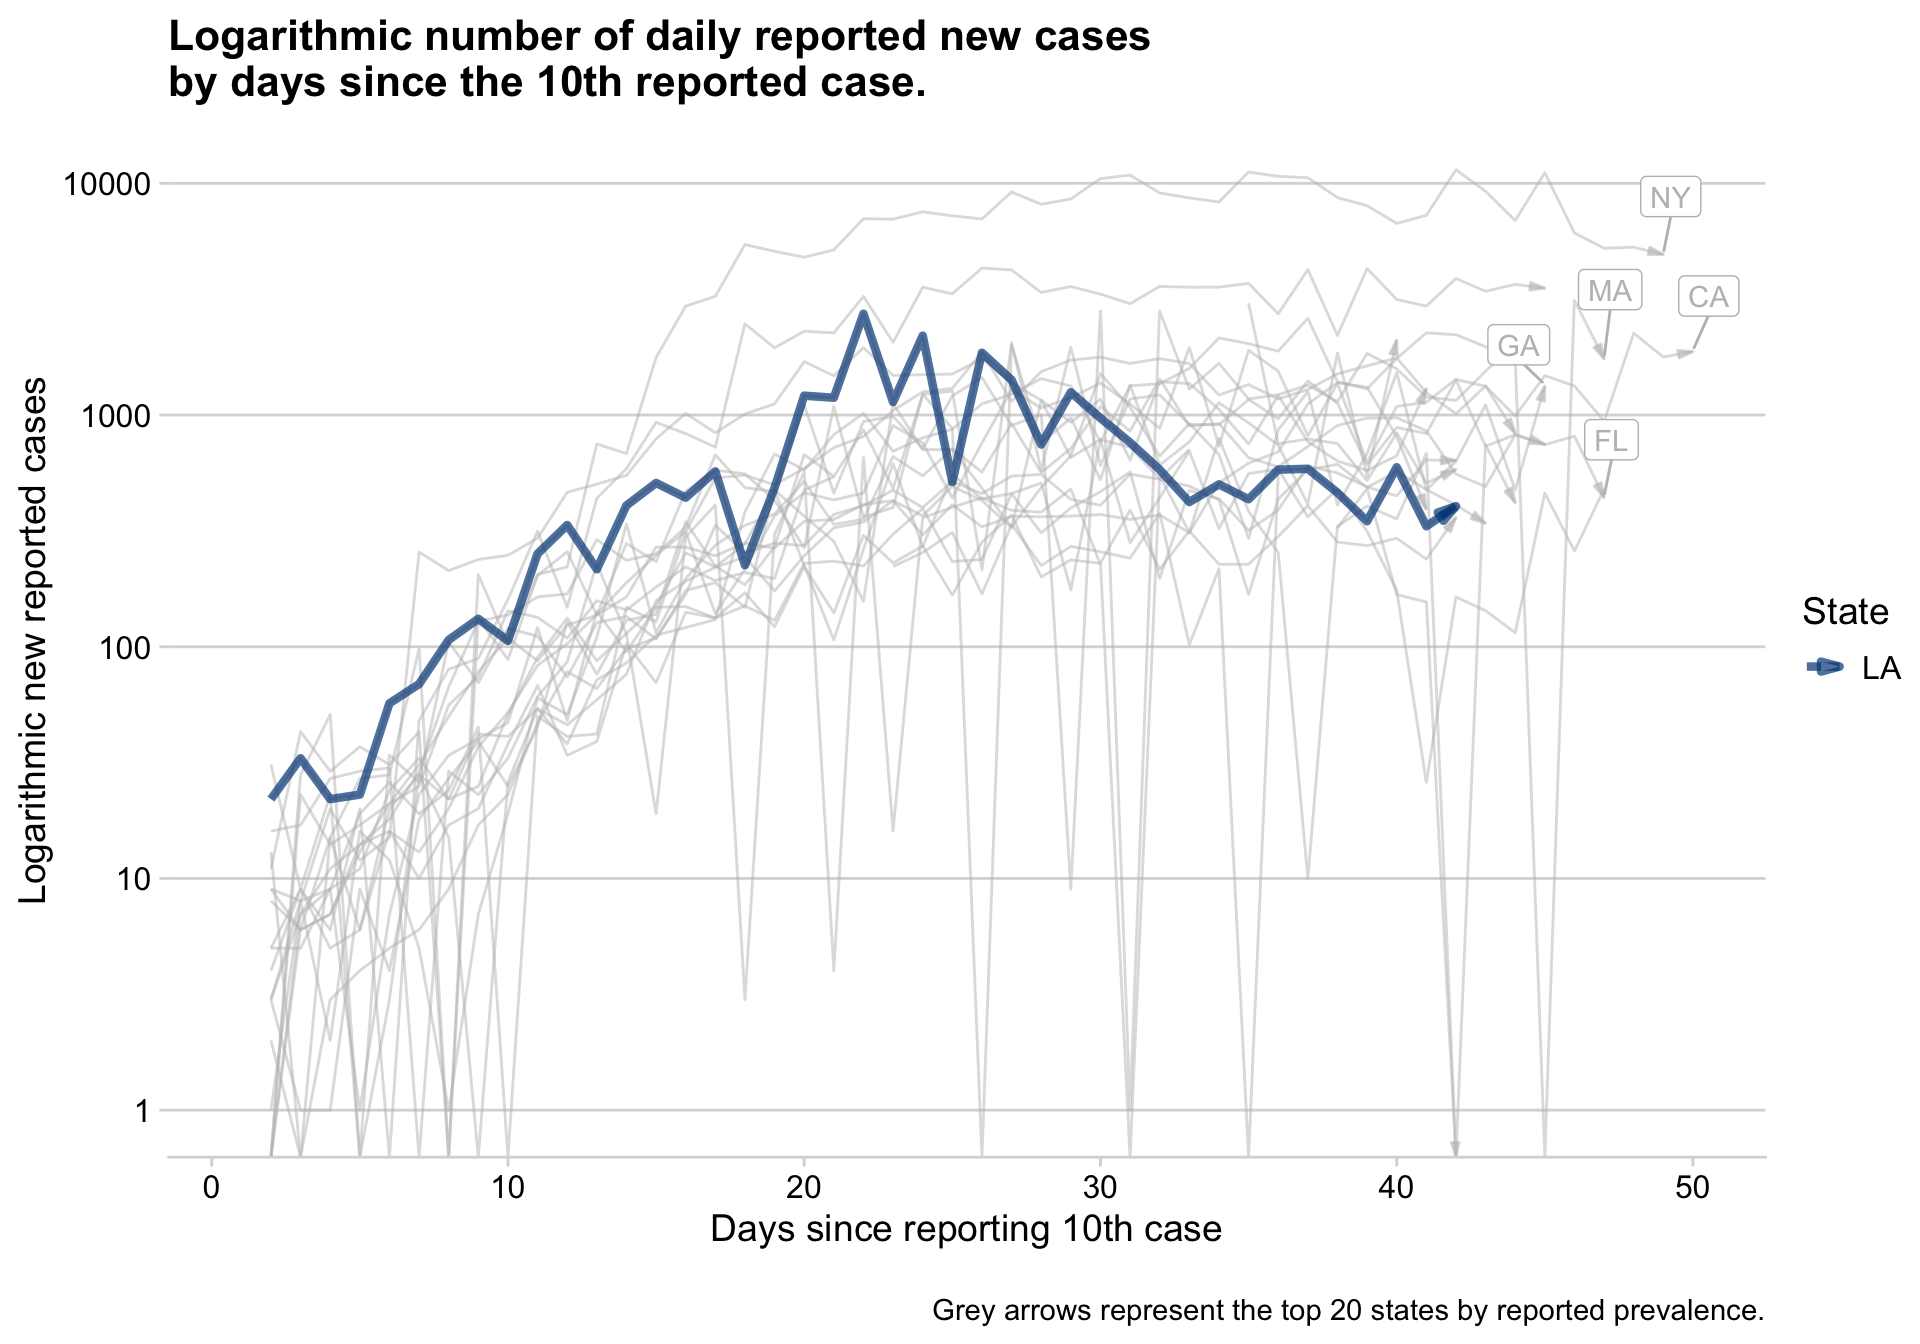 Logarithmic number of daily reported new cases
by days since the 10th reported case.
Logarithmic new reported cases
10000
1000
100
10
1
NY
MA
CA
GA
FL
State
LA
0 10 20 30 40 50
Days since reporting 10th case
Grey arrows represent the top 20 states by reported prevalence.